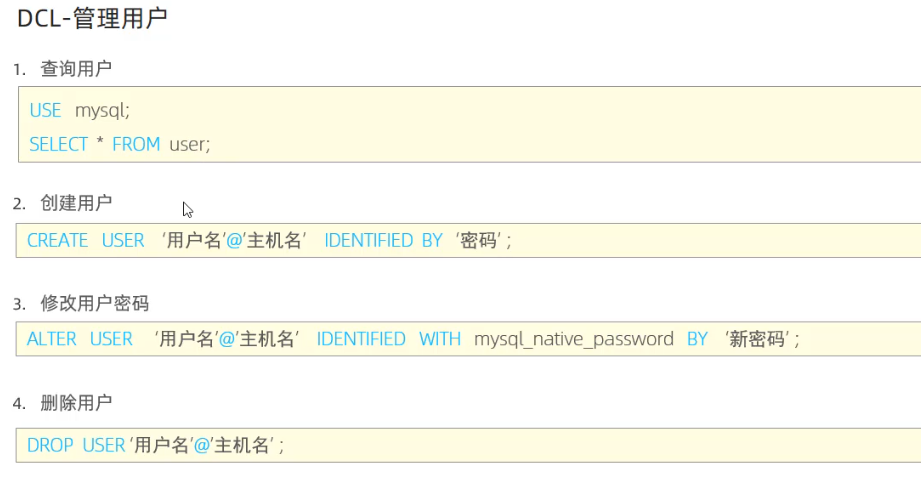 DCL-管理用户
1. 查询用户
USE mysql;
SELECT * FROM user;
2. 创建用户
CREATE USER ‘用户名’@’主机名’ IDENTIFIED BY ‘密码’ ;
3. 修改用户密码
ALTER USER ‘用户名’@’主机名’ IDENTIFIED WITH mysql_native_password BY ‘新密码’ ;
4. 删除用户
DROP USER ‘用户名’@’主机名’ ;